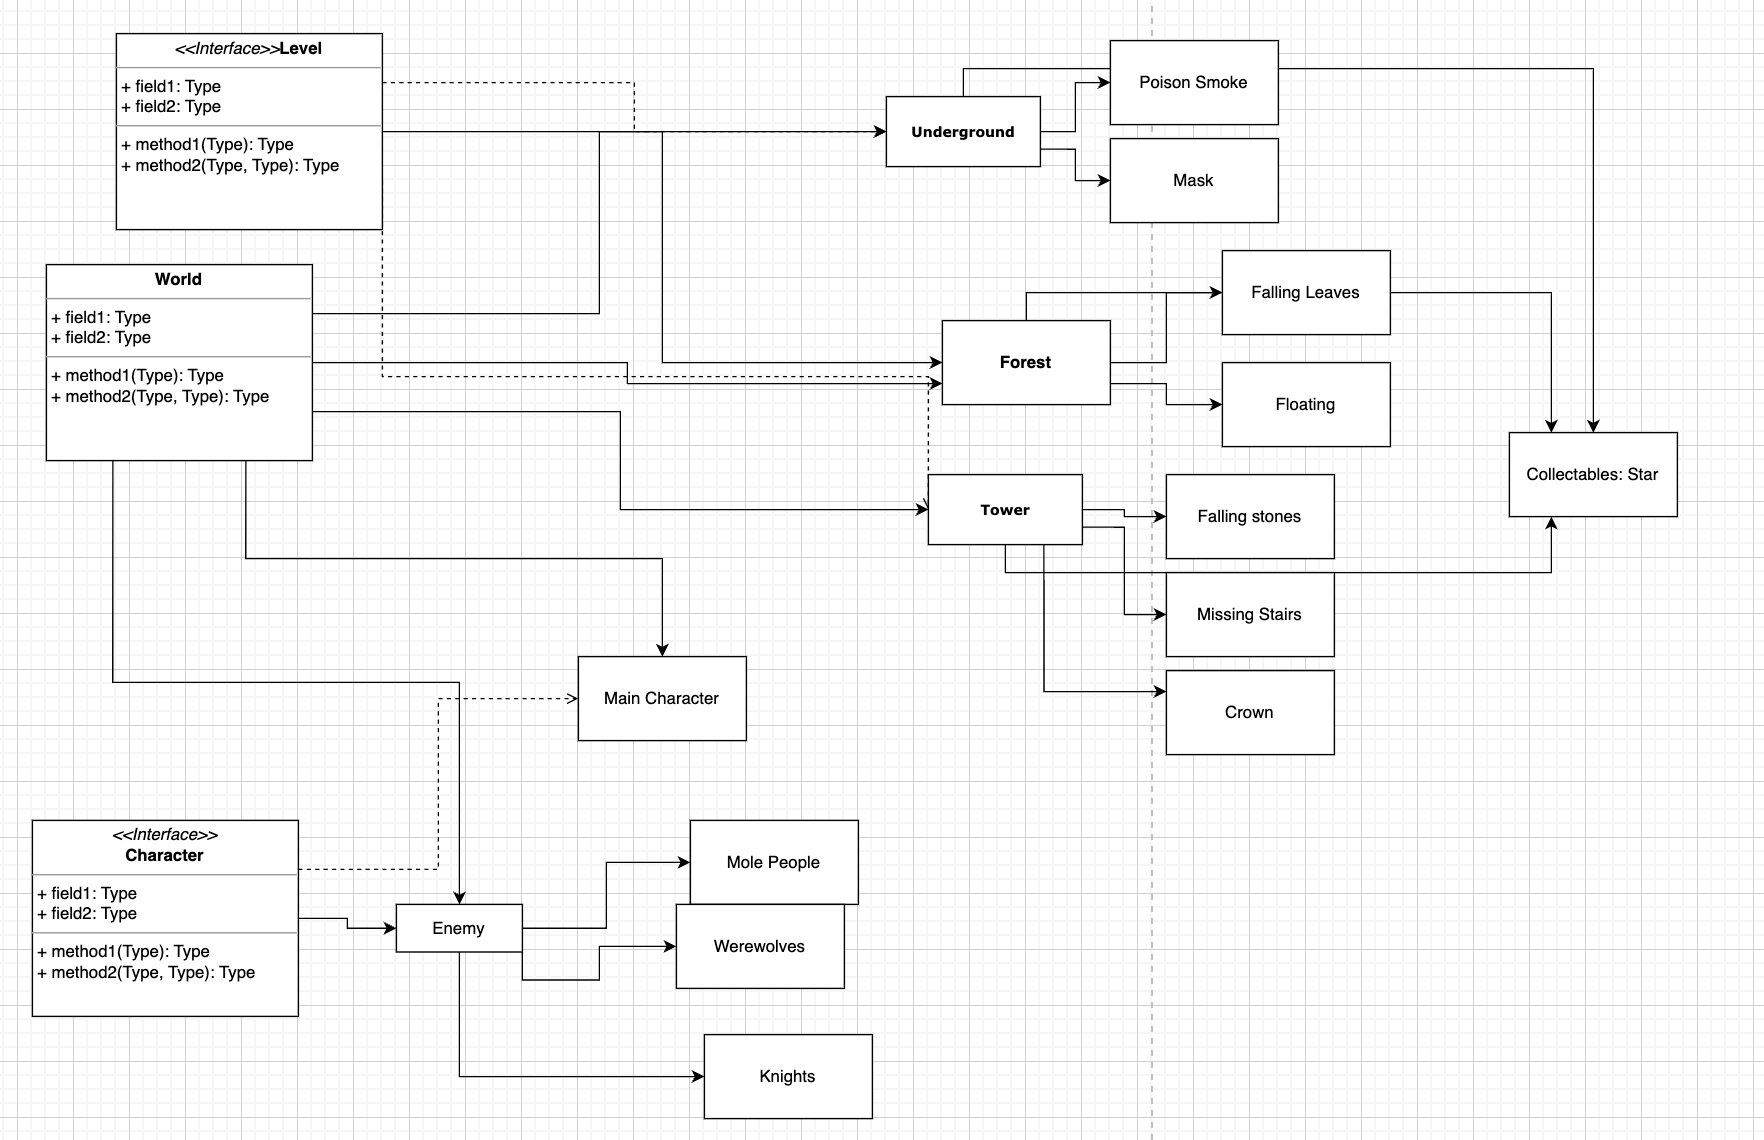 <<Interface>>Level
+ field1: Type
+ field2: Type
+ method1(Type): Type
+ method2(Type, Type): Type
World
+ field1: Type
+ field2: Type
+ method1(Type): Type
+ method2(Type, Type): Type
<<Interface>>
Character
+ field1: Type
+ field2: Type
+ method1(Type): Type
+ method2(Type, Type): Type
Underground
Poison Smoke
Mask
Forest
Falling Leaves
Floating
Tower
Falling stones
Missing Stairs
Crown
Collectables: Star
Main Character
Enemy
Mole People
Werewolves
Knights